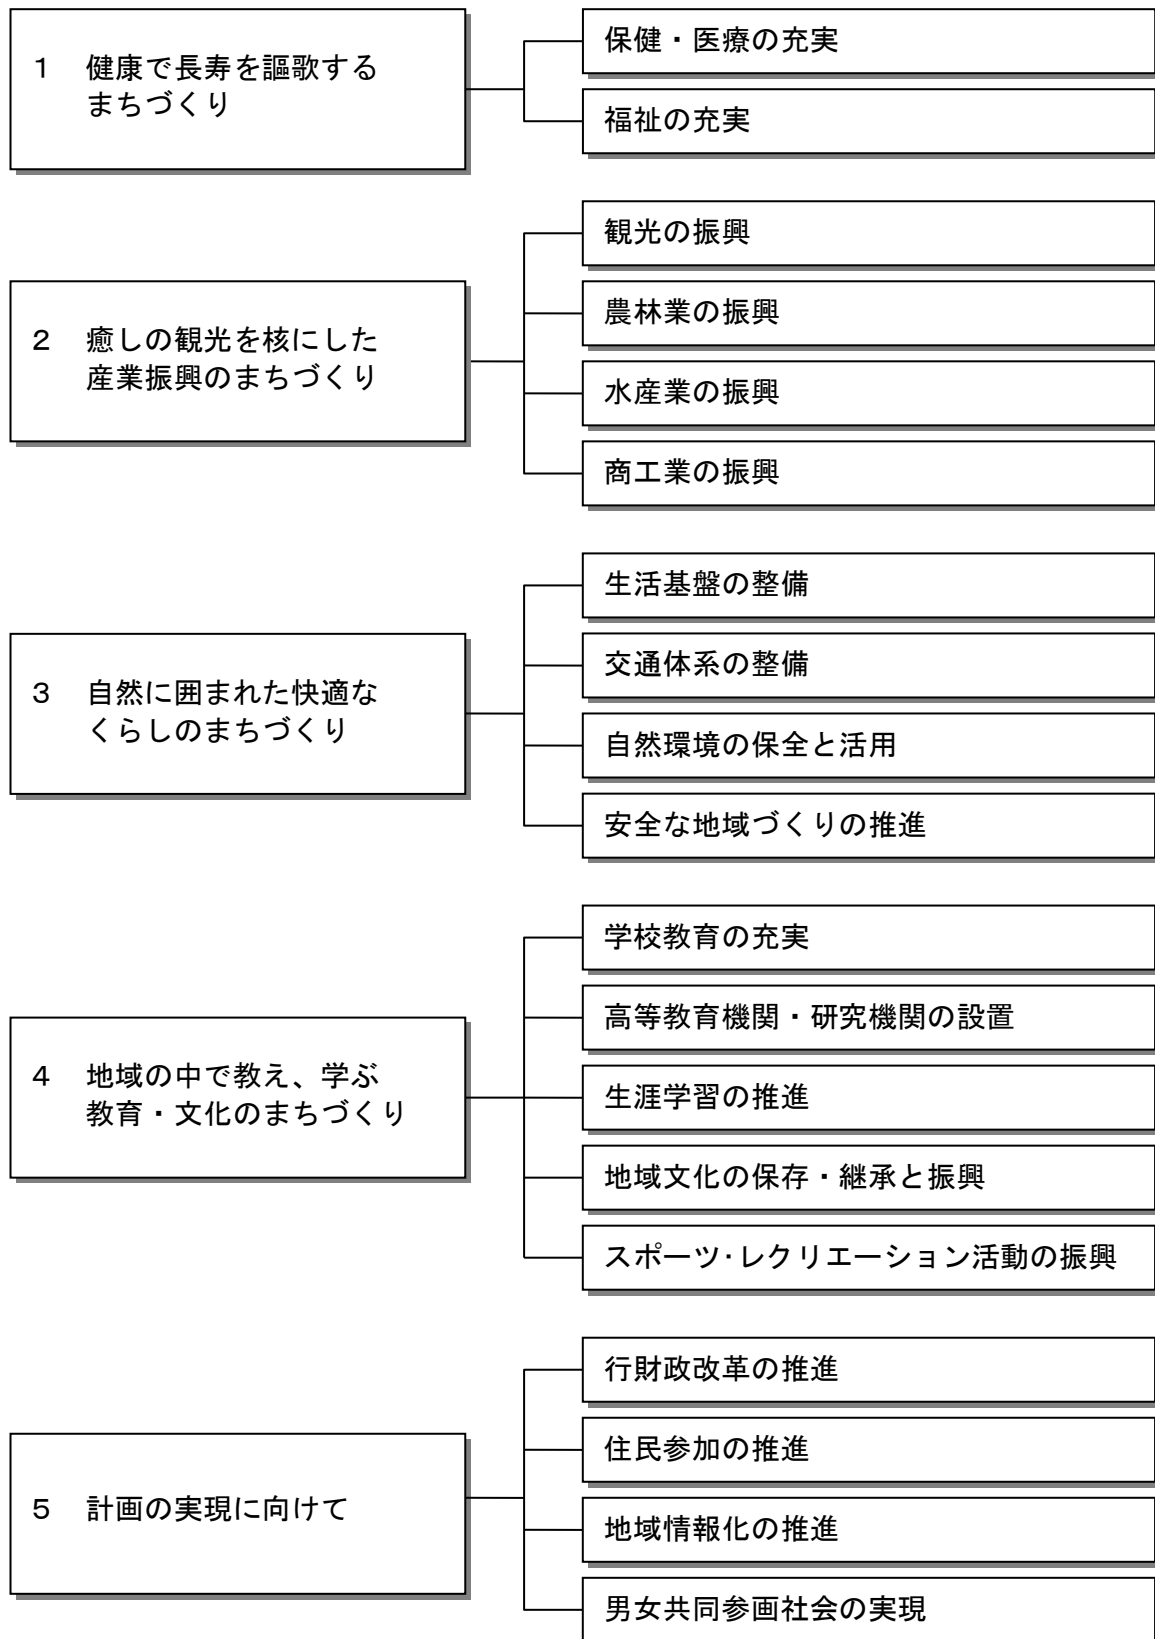 1 健康で長寿を謳歌する
まちづくり
保健・医療の充実
福祉の充実
2 癒しの観光を核にした
産業振興のまちづくり
観光の振興
農林業の振興
水産業の振興
商工業の振興
3 自然に囲まれた快適な
くらしのまちづくり
生活基盤の整備
交通体系の整備
自然環境の保全と活用
安全な地域づくりの推進
4 地域の中で教え、学ぶ
教育・文化のまちづくり
学校教育の充実
高等教育機関・研究機関の設置
生涯学習の推進
地域文化の保存・継承と振興
スポーツ・レクリエーション活動の振興
5 計画の実現に向けて
行財政改革の推進
住民参加の推進
地域情報化の推進
男女共同参画社会の実現